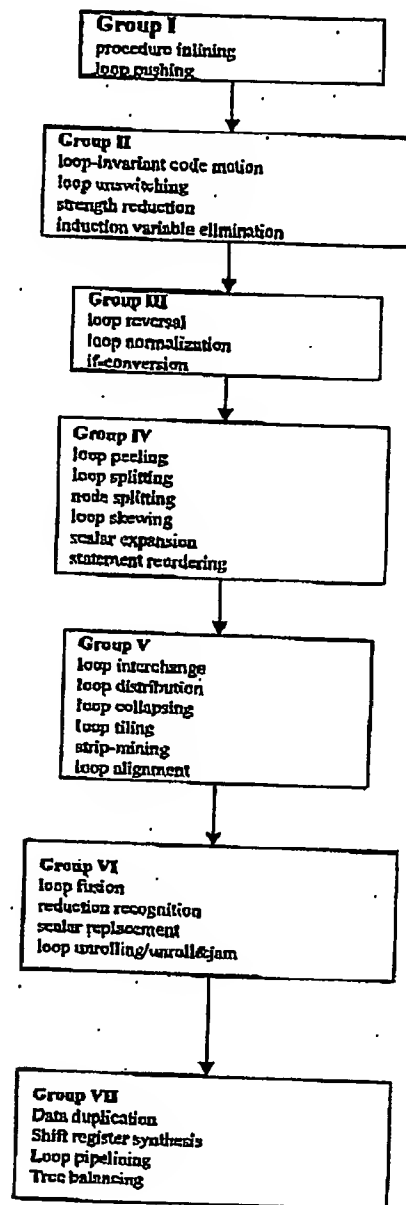 Group I
procedure inlining
loop pushing
Group II
loop-invariant code motion
loop unswitching
strength reduction
induction variable elimination
Group III
loop reversal
loop normalization
if-conversion
Group IV
loop peeling
loop splitting
node splitting
loop skewing
scalar expansion
statement reordering
Group V
loop interchange
loop distribution
loop collapsing
loop tiling
strip-mining
loop alignment
Group VI
loop fusion
reduction recognition
scalar replacement
loop unrolling/unroll&jam
Group VII
Data duplication
Shift register synthesis
Loop pipelining
Tree balancing